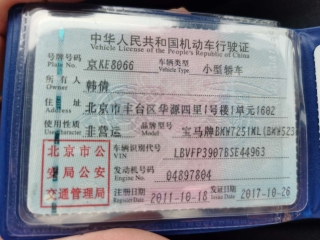 中华人民共和国机动车行驶证
Vehicle License of the People's Republic of China
号牌号码 京KE8066 车辆类型 小型轿车
Plate No. Vehicle Type
所有人 韩倩
Owner
住址 北京市丰台区华源四里1号楼1单元1602
Address
使用性质 非营运 品牌型号 宝马牌BMW7251KL(BMW523
Use Character Model
北京市公 车辆识别代号 LBVFP3907BSE44963
VIN
安局公安 发动机号码 04897804
Engine No.
交通管理局 注册日期 2011-10-18 发证日期 2017-10-26
Register Date Issue Date